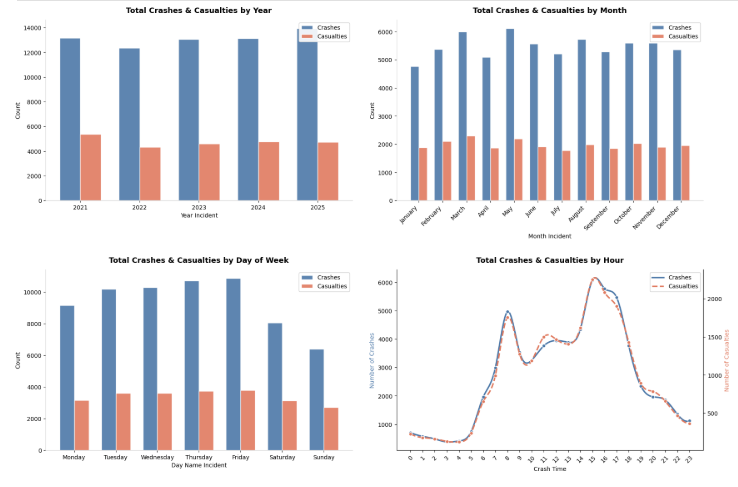 Total Crashes & Casualties by Year
Crashes
Casualties
14000
12000
10000
8000
6000
4000
2000
0
Count
2021
2022
2023
2024
2025
Year Incident
Total Crashes & Casualties by Month
Crashes
Casualties
6000
5000
4000
3000
2000
1000
0
Count
January
February
March
April
May
June
July
August
September
October
November
December
Month Incident
Total Crashes & Casualties by Day of Week
Crashes
Casualties
10000
8000
6000
4000
2000
0
Count
Monday
Tuesday
Wednesday
Thursday
Friday
Saturday
Sunday
Day Name Incident
Total Crashes & Casualties by Hour
Crashes
Casualties
6000
5000
4000
3000
2000
1000
Number of Crashes
2000
1500
1000
500
Number of Casualties
0
1
2
3
4
5
6
7
8
9
10
11
12
13
14
15
16
17
18
19
20
21
22
23
Crash Time